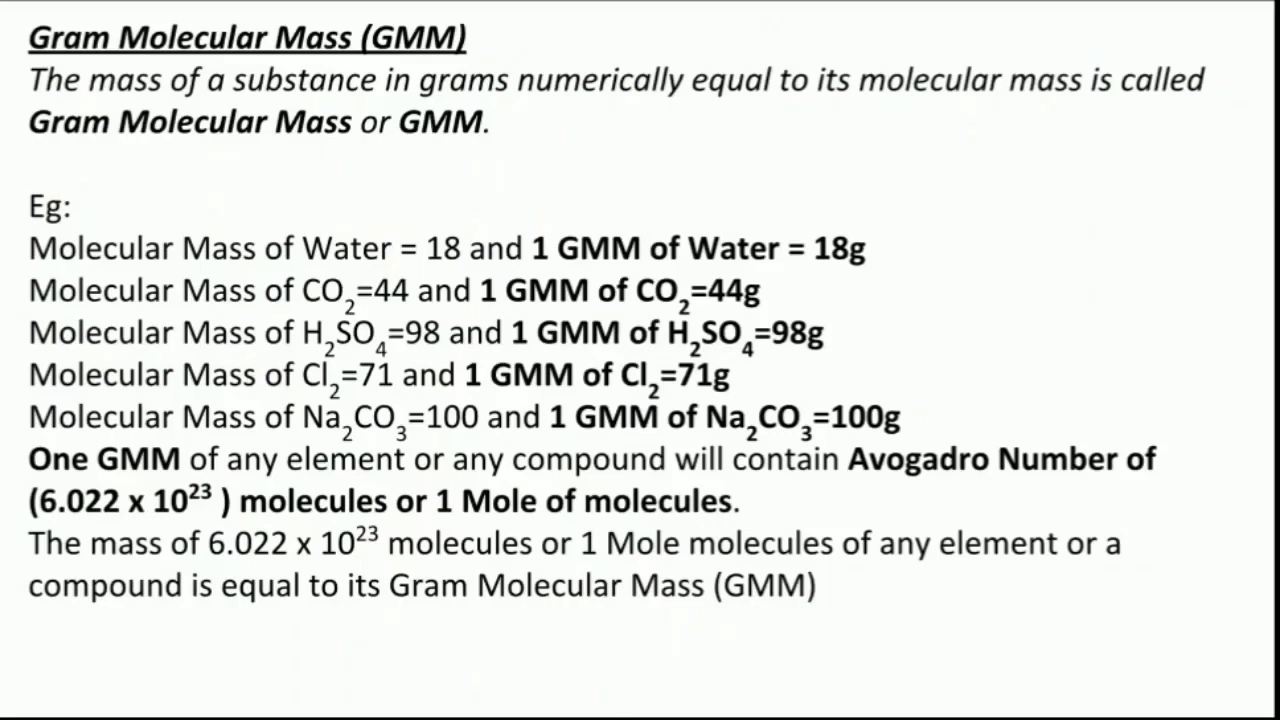 Gram Molecular Mass (GMM)
The mass of a substance in grams numerically equal to its molecular mass is called
Gram Molecular Mass or GMM.
Eg:
Molecular Mass of Water = 18 and 1 GMM of Water = 18g
Molecular Mass of CO₂=44 and 1 GMM of CO₂=44g
Molecular Mass of H₂SO₄=98 and 1 GMM of H₂SO₄=98g
Molecular Mass of Cl₂=71 and 1 GMM of Cl₂=71g
Molecular Mass of Na₂CO₃=100 and 1 GMM of Na₂CO₃=100g
One GMM of any element or any compound will contain Avogadro Number of
(6.022 x 10²³ ) molecules or 1 Mole of molecules.
The mass of 6.022 x 10²³ molecules or 1 Mole molecules of any element or a
compound is equal to its Gram Molecular Mass (GMM)